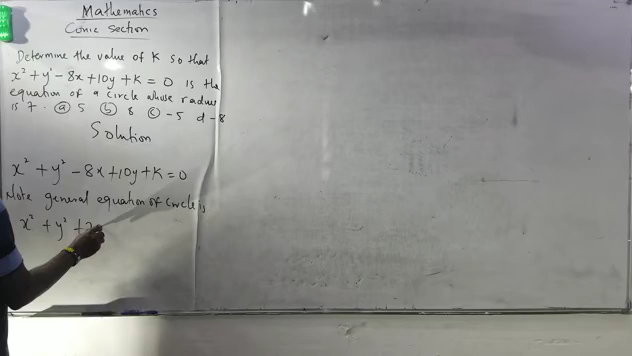 Mathematics
Conic Section
Determine the value of K so that
x² + y² - 8x + 10y + K = 0 is the
equation of a circle whose radius
is 7. ⓐ 5 ⓑ 8 ⓒ -5 d -8
Solution
x² + y² - 8x + 10y + K = 0
Note general equation of circle is
x² + y² + 2